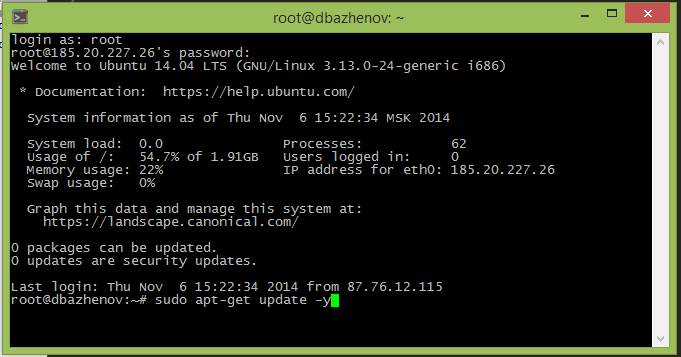 root@dbazhenov: ~
login as: root
root@185.20.227.26's password:
Welcome to Ubuntu 14.04 LTS (GNU/Linux 3.13.0-24-generic i686)
* Documentation:  https://help.ubuntu.com/
System information as of Thu Nov  6 15:22:34 MSK 2014
System load:  0.0               Processes:           62
Usage of /:   54.7% of 1.91GB   Users logged in:     0
Memory usage: 22%               IP address for eth0: 185.20.227.26
Swap usage:   0%
Graph this data and manage this system at:
https://landscape.canonical.com/
0 packages can be updated.
0 updates are security updates.
Last login: Thu Nov  6 15:22:34 2014 from 87.76.12.115
root@dbazhenov:~# sudo apt-get update -y